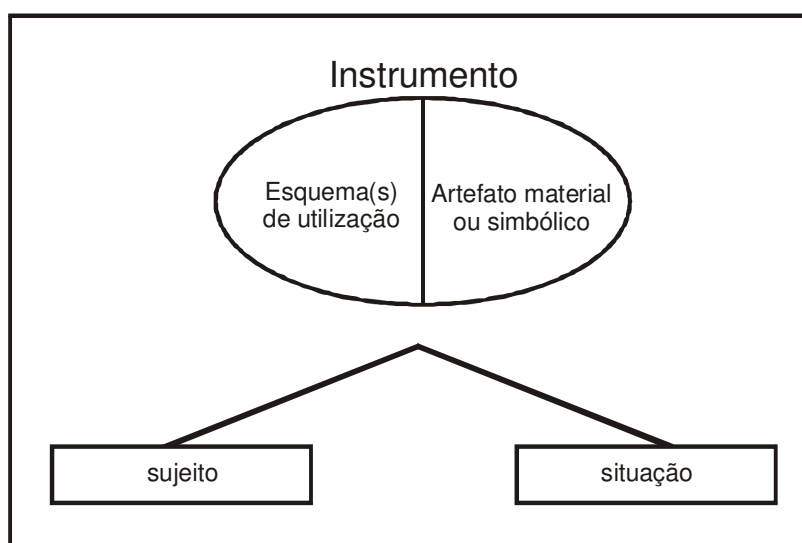 Instrumento
Esquema(s)
de utilização
Artefato material
ou simbólico
sujeito
situação